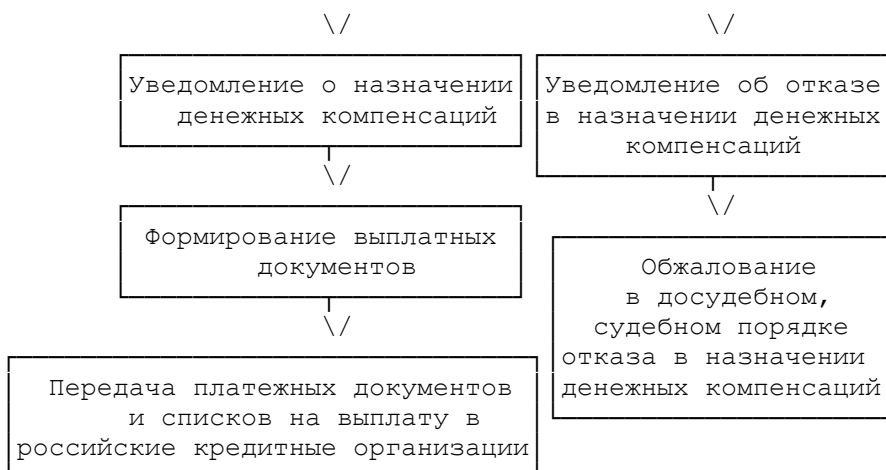 Уведомление о назначении
денежных компенсаций
Уведомление об отказе
в назначении денежных
компенсаций
Формирование выплатных
документов
Обжалование
в досудебном,
судебном порядке
отказа в назначении
денежных компенсаций
Передача платежных документов
и списков на выплату в
российские кредитные организации